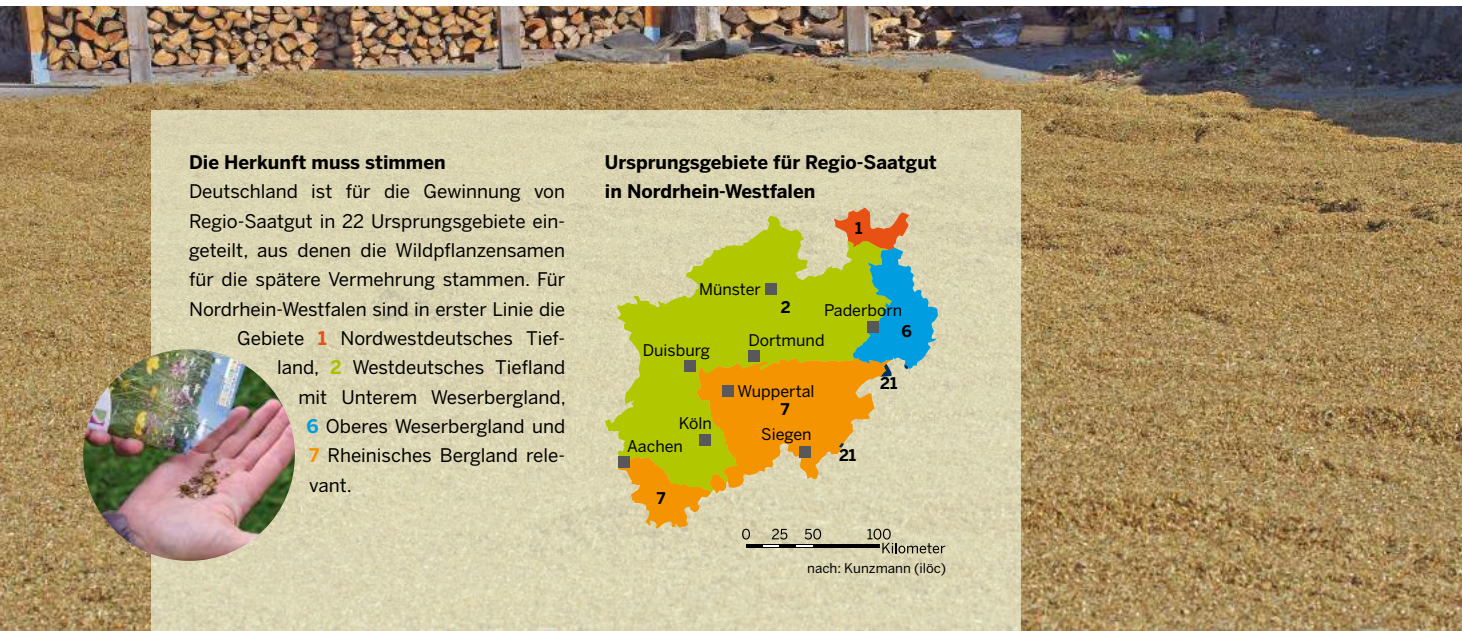 Die Herkunft muss stimmen
Deutschland ist für die Gewinnung von
Regio-Saatgut in 22 Ursprungsgebiete ein-
geteilt, aus denen die Wildpflanzensamen
für die spätere Vermehrung stammen. Für
Nordrhein-Westfalen sind in erster Linie die
Gebiete 1 Nordwestdeutsches Tief-
land, 2 Westdeutsches Tiefland
mit Unterem Weserbergland,
6 Oberes Weserbergland und
7 Rheinisches Bergland rele-
vant.
Ursprungsgebiete für Regio-Saatgut
in Nordrhein-Westfalen
1
Münster
2
Paderborn
6
Duisburg
Dortmund
21
Wuppertal
7
Köln
Siegen
Aachen
21
7
0 25 50 100
Kilometer
nach: Kunzmann (ilöc)